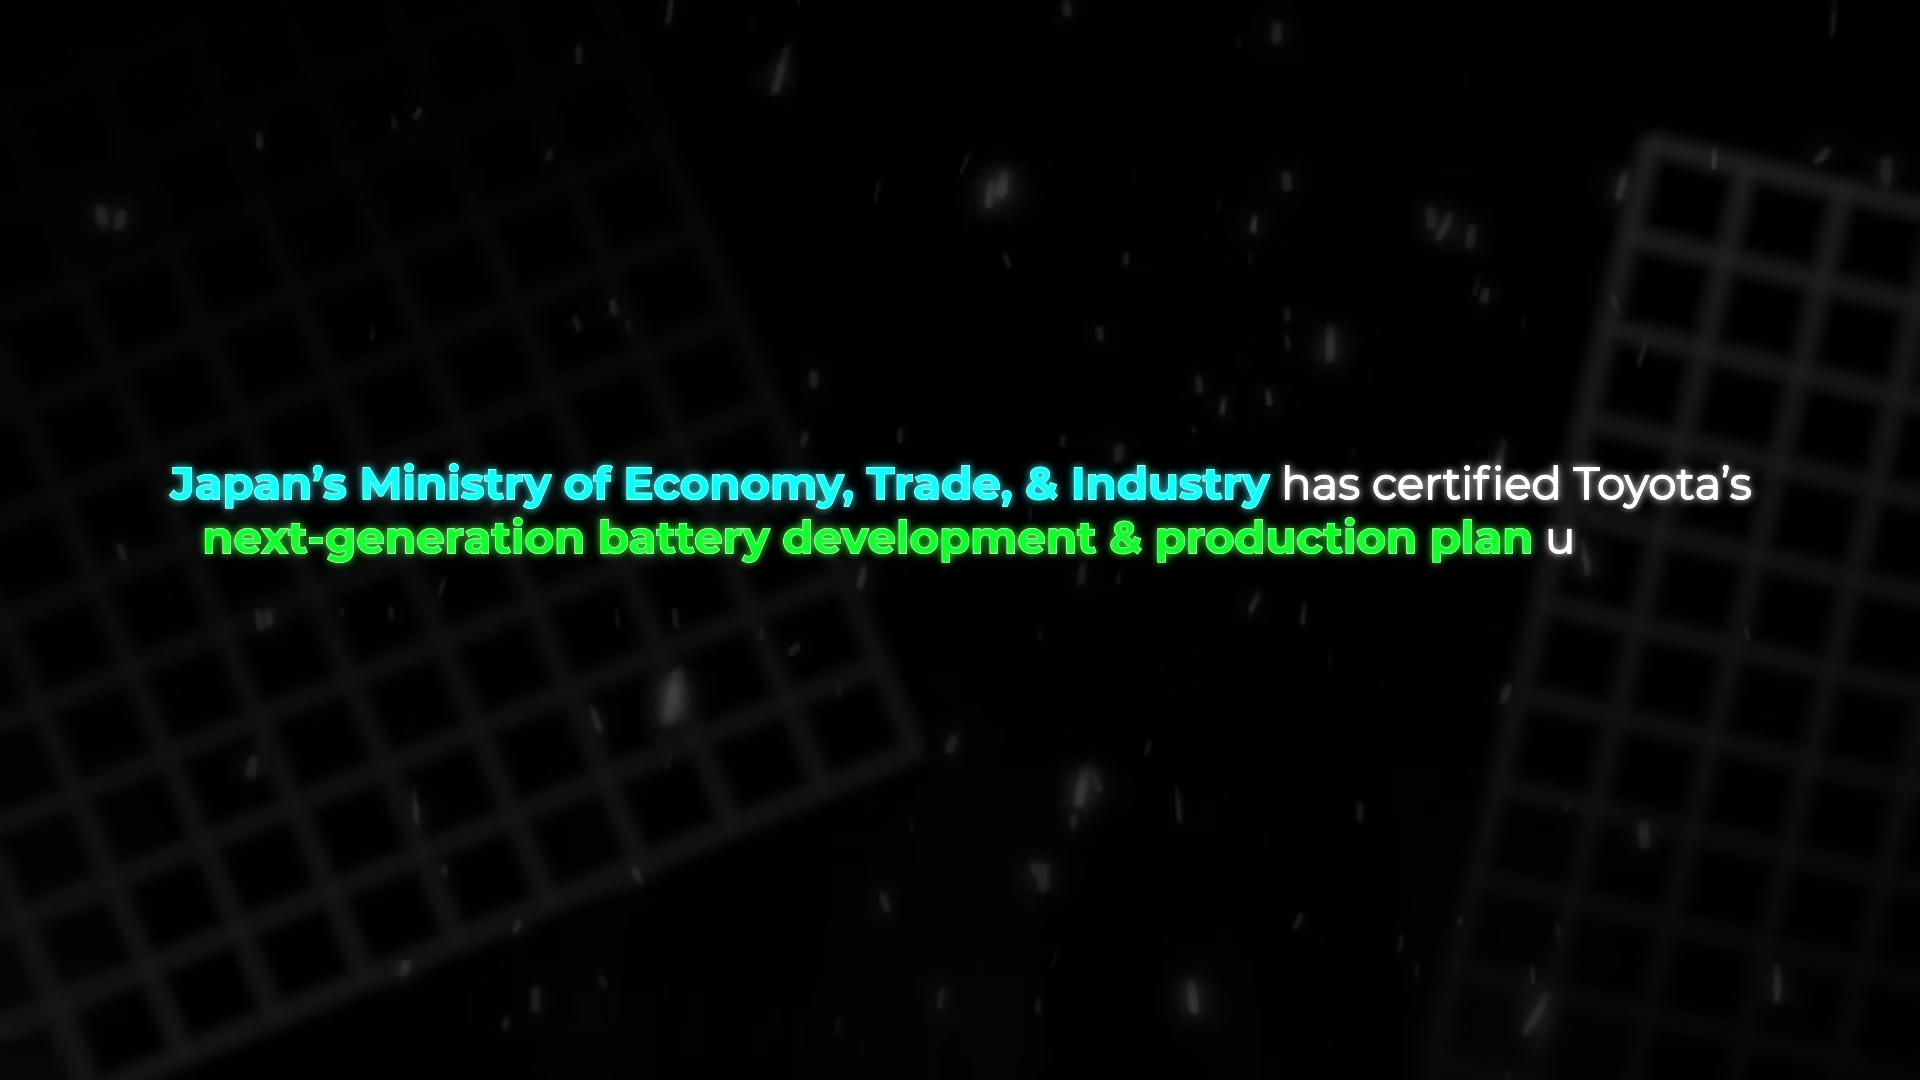 Japan’s Ministry of Economy, Trade, & Industry has certified Toyota’s
next-generation battery development & production plan u